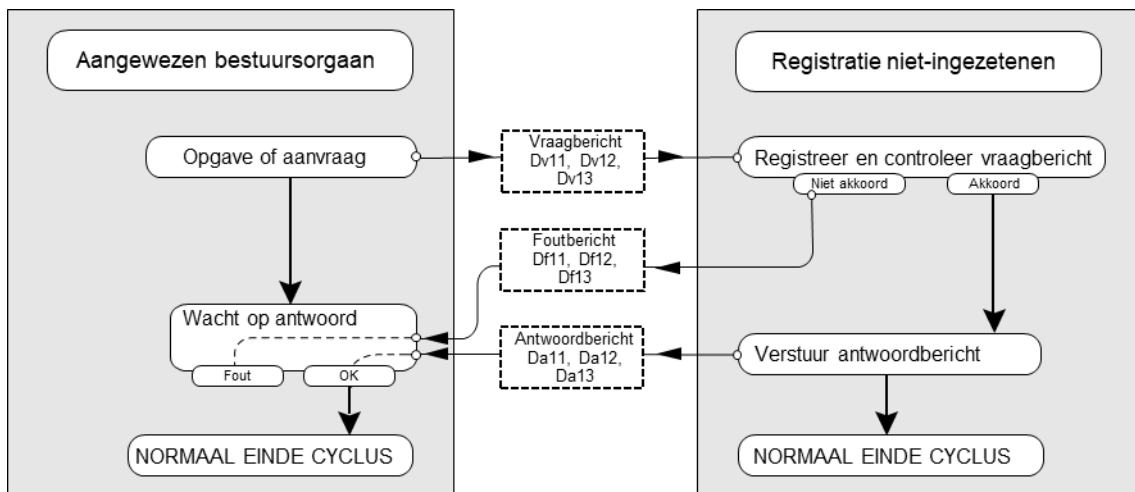 Aangewezen bestuursorgaan
Registratie niet-ingezetenen
Opgave of aanvraag
Vraagbericht
Dv11, Dv12,
Dv13
Registreer en controleer vraagbericht
Niet akkoord
Akkoord
Foutbericht
Df11, Df12,
Df13
Wacht op antwoord
Fout
OK
Antwoordbericht
Da11, Da12,
Da13
Verstuur antwoordbericht
NORMAAL EINDE CYCLUS
NORMAAL EINDE CYCLUS